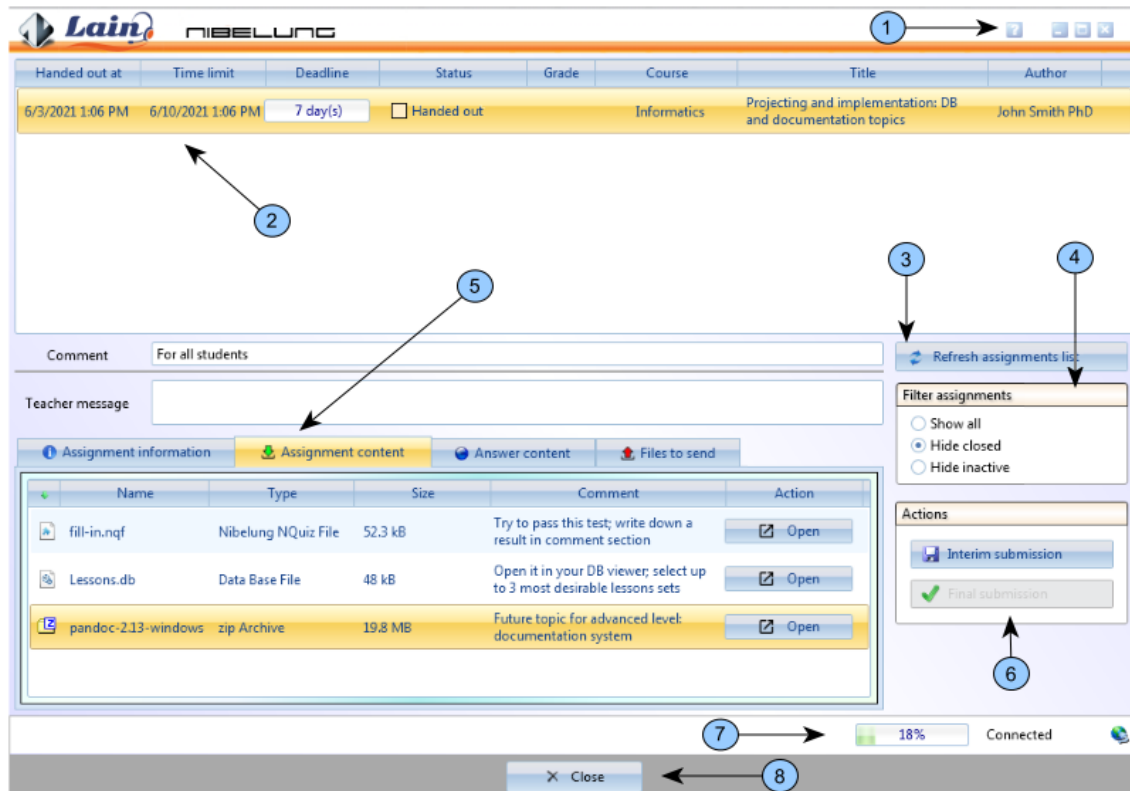 Lain NIBELUNG
1
?
Handed out at Time limit Deadline Status Grade Course Title Author
6/3/2021 1:06 PM 6/10/2021 1:06 PM 7 day(s) Handed out Informatics Projecting and implementation: DB
and documentation topics John Smith PhD
2
3
4
5
Comment For all students
Refresh assignments list
Teacher message
Filter assignments
Show all
Hide closed
Hide inactive
Assignment information Assignment content Answer content Files to send
Name Type Size Comment Action
fill-in.nqf Nibelung NQuiz File 52.3 kB Try to pass this test; write down a
result in comment section Open
Lessons.db Data Base File 48 kB Open it in your DB viewer; select up
to 3 most desirable lessons sets Open
pandoc-2.13-windows zip Archive 19.8 MB Future topic for advanced level:
documentation system Open
Actions
Interim submission
Final submission
6
7
18% Connected
Close
8